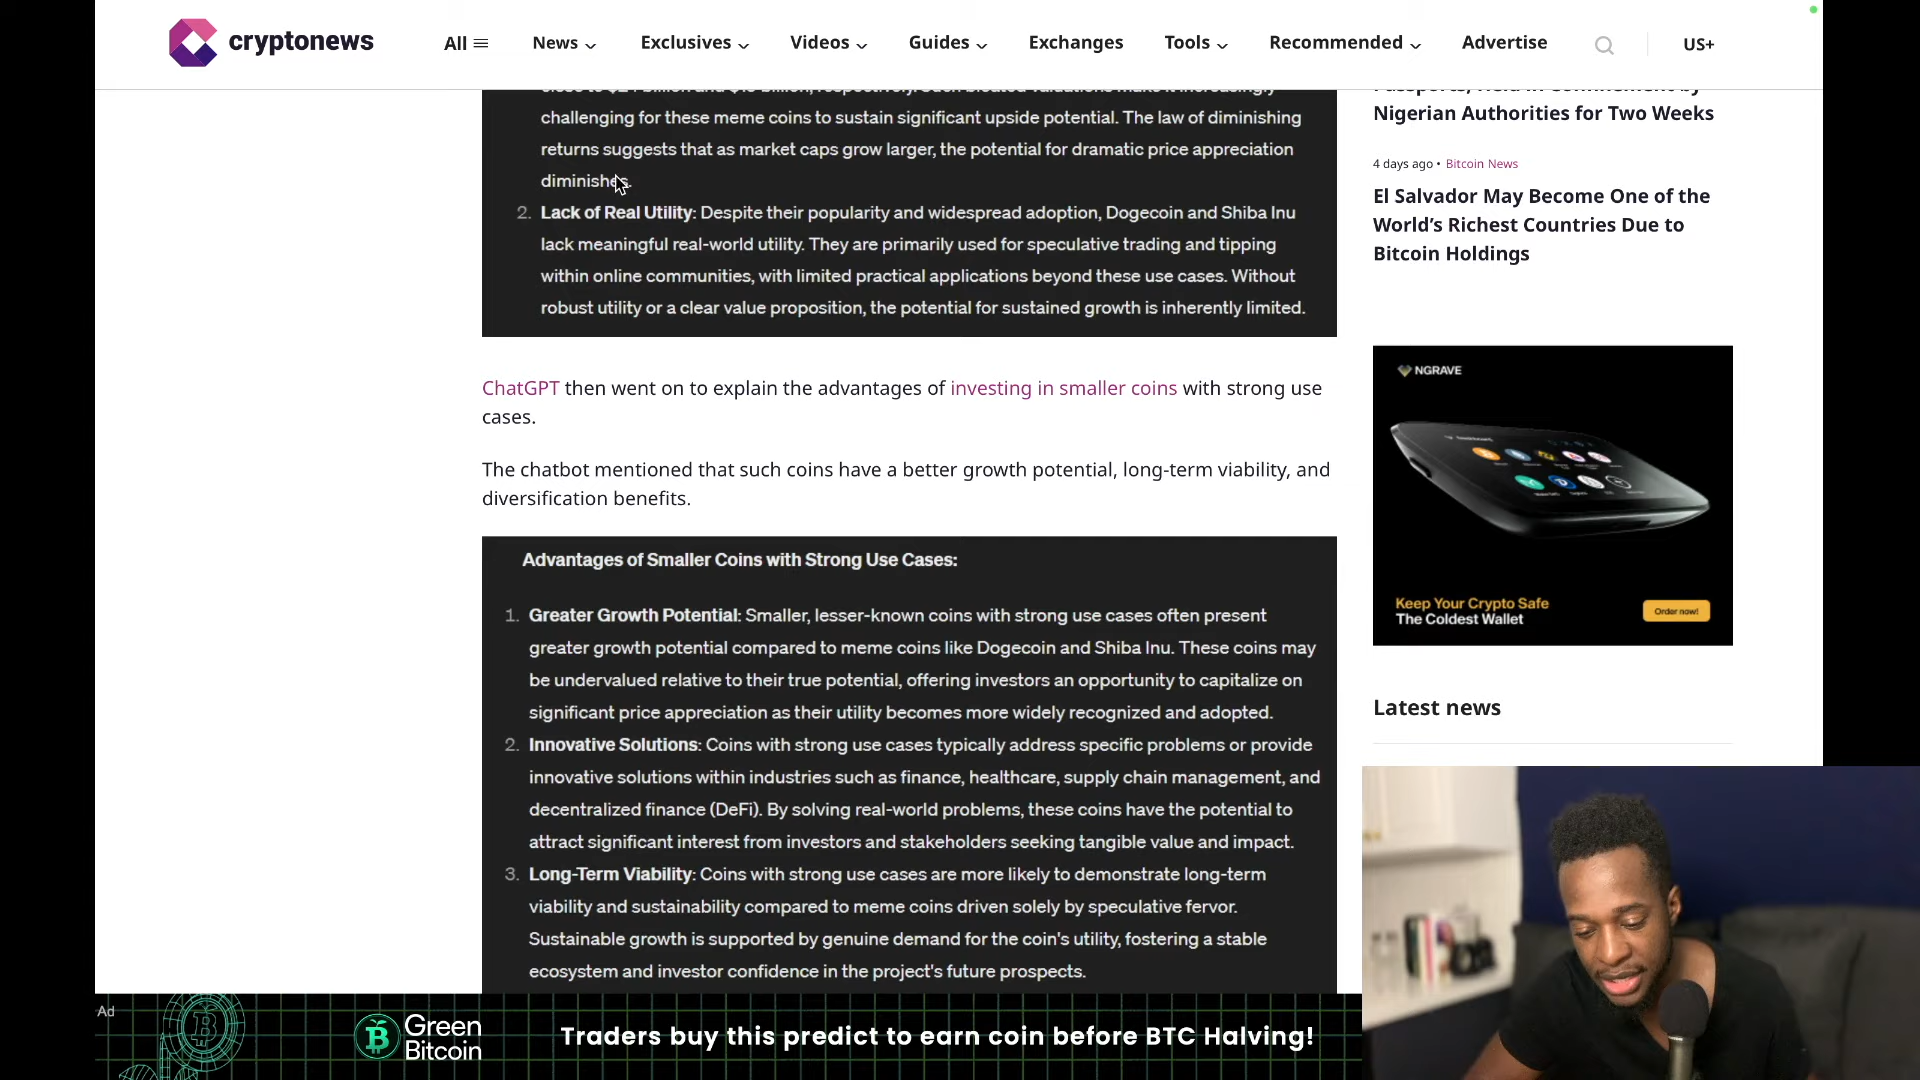 cryptonews
All
News
Exclusives
Videos
Guides
Exchanges
Tools
Recommended
Advertise
US+
challenging for these meme coins to sustain significant upside potential. The law of diminishing
returns suggests that as market caps grow larger, the potential for dramatic price appreciation
diminishes.
2. Lack of Real Utility: Despite their popularity and widespread adoption, Dogecoin and Shiba Inu
lack meaningful real-world utility. They are primarily used for speculative trading and tipping
within online communities, with limited practical applications beyond these use cases. Without
robust utility or a clear value proposition, the potential for sustained growth is inherently limited.
ChatGPT then went on to explain the advantages of investing in smaller coins with strong use
cases.
The chatbot mentioned that such coins have a better growth potential, long-term viability, and
diversification benefits.
Advantages of Smaller Coins with Strong Use Cases:
1. Greater Growth Potential: Smaller, lesser-known coins with strong use cases often present
greater growth potential compared to meme coins like Dogecoin and Shiba Inu. These coins may
be undervalued relative to their true potential, offering investors an opportunity to capitalize on
significant price appreciation as their utility becomes more widely recognized and adopted.
2. Innovative Solutions: Coins with strong use cases typically address specific problems or provide
innovative solutions within industries such as finance, healthcare, supply chain management, and
decentralized finance (DeFi). By solving real-world problems, these coins have the potential to
attract significant interest from investors and stakeholders seeking tangible value and impact.
3. Long-Term Viability: Coins with strong use cases are more likely to demonstrate long-term
viability and sustainability compared to meme coins driven solely by speculative fervor.
Sustainable growth is supported by genuine demand for the coin's utility, fostering a stable
ecosystem and investor confidence in the project's future prospects.
Nigerian Authorities for Two Weeks
4 days ago • Bitcoin News
El Salvador May Become One of the
World's Richest Countries Due to
Bitcoin Holdings
NGRAVE
Keep Your Crypto Safe
The Coldest Wallet
Order now!
Latest news
Ad
Green
Bitcoin
Traders buy this predict to earn coin before BTC Halving!